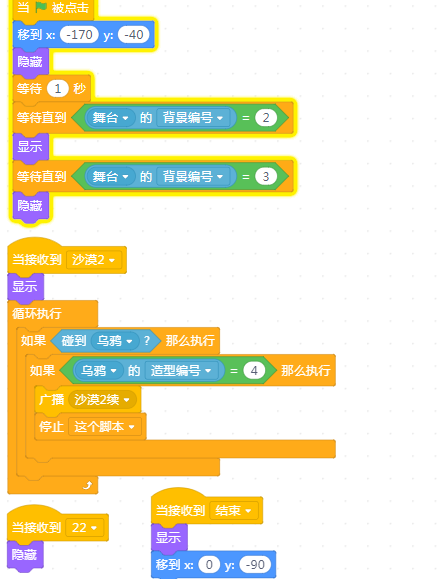 当 被点击
移到 x: -170 y: -40
隐藏
等待 1 秒
等待直到 舞台 的 背景编号 = 2
显示
等待直到 舞台 的 背景编号 = 3
隐藏
当接收到 沙漠2
显示
循环执行
如果 碰到 乌鸦 ? 那么执行
如果 乌鸦 的 造型编号 = 4 那么执行
广播 沙漠2续
停止 这个脚本
当接收到 22
隐藏
当接收到 结束
显示
移到 x: 0 y: -90